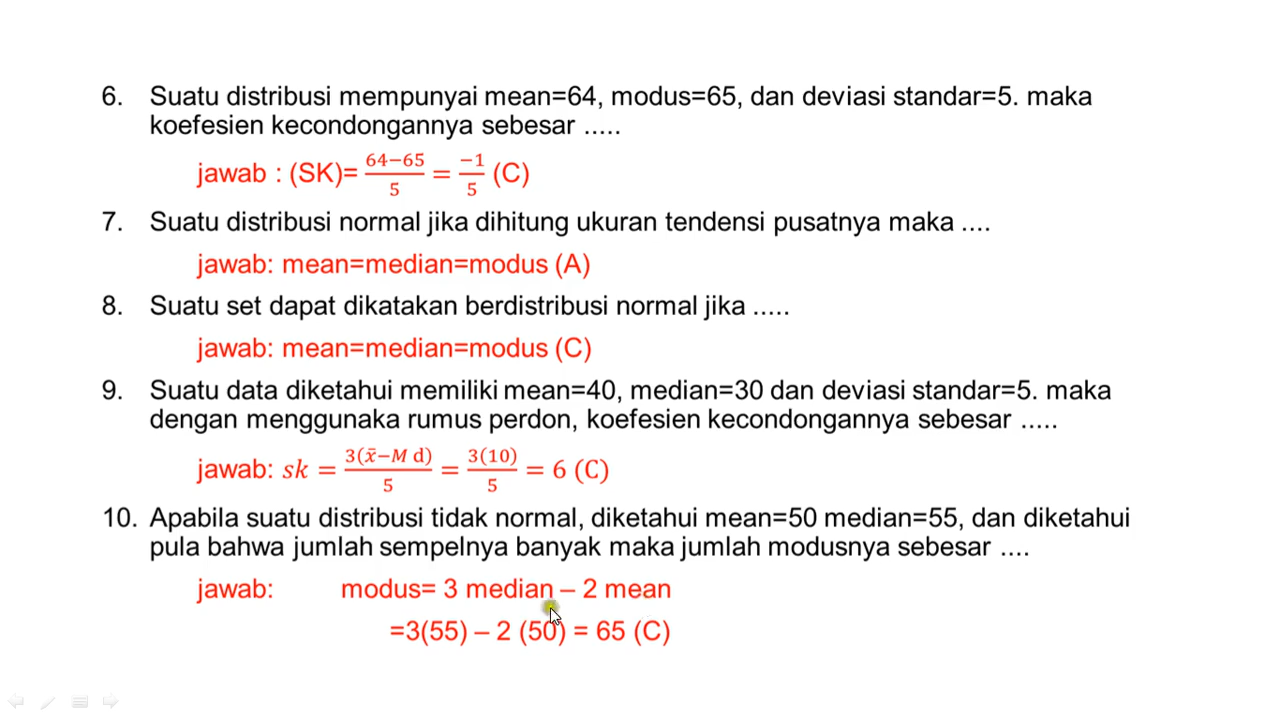 6. Suatu distribusi mempunyai mean=64, modus=65, dan deviasi standar=5. maka
koefesien kecondongannya sebesar .....
jawab : (SK)= \frac{64−65}{5} = \frac{−1}{5} (C)
7. Suatu distribusi normal jika dihitung ukuran tendensi pusatnya maka ....
jawab: mean=median=modus (A)
8. Suatu set dapat dikatakan berdistribusi normal jika .....
jawab: mean=median=modus (C)
9. Suatu data diketahui memiliki mean=40, median=30 dan deviasi standar=5. maka
dengan menggunaka rumus perdon, koefesien kecondongannya sebesar .....
jawab: sk = \frac{3(x̄−M d)}{5} = \frac{3(10)}{5} = 6 (C)
10. Apabila suatu distribusi tidak normal, diketahui mean=50 median=55, dan diketahui
pula bahwa jumlah sempelnya banyak maka jumlah modusnya sebesar ....
jawab: modus= 3 median – 2 mean
=3(55) – 2 (50) = 65 (C)